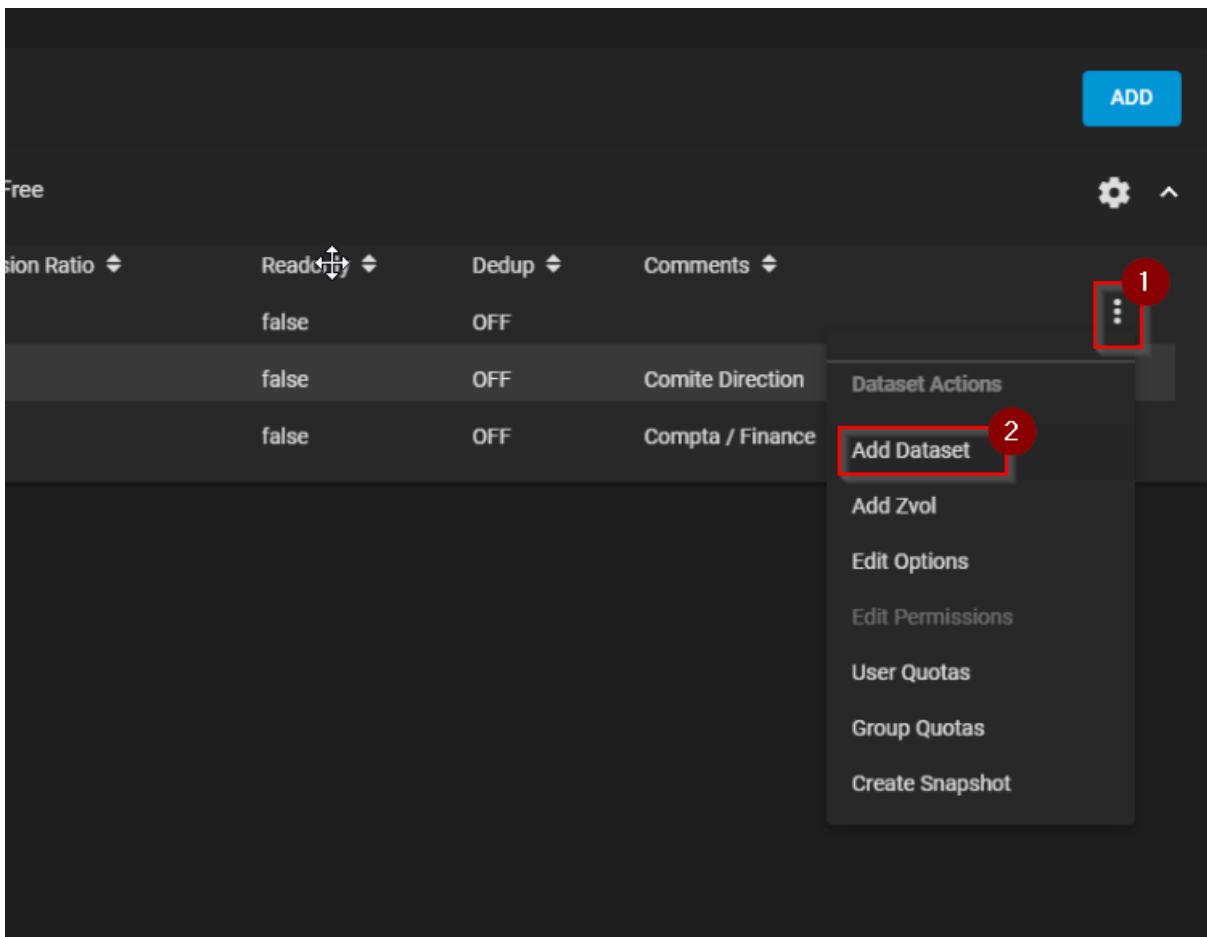 ADD
Free
sion Ratio Dedup Comments
1
false OFF
false OFF Comite Direction Dataset Actions
2
false OFF Compta / Finance Add Dataset
Add Zvol
Edit Options
Edit Permissions
User Quotas
Group Quotas
Create Snapshot